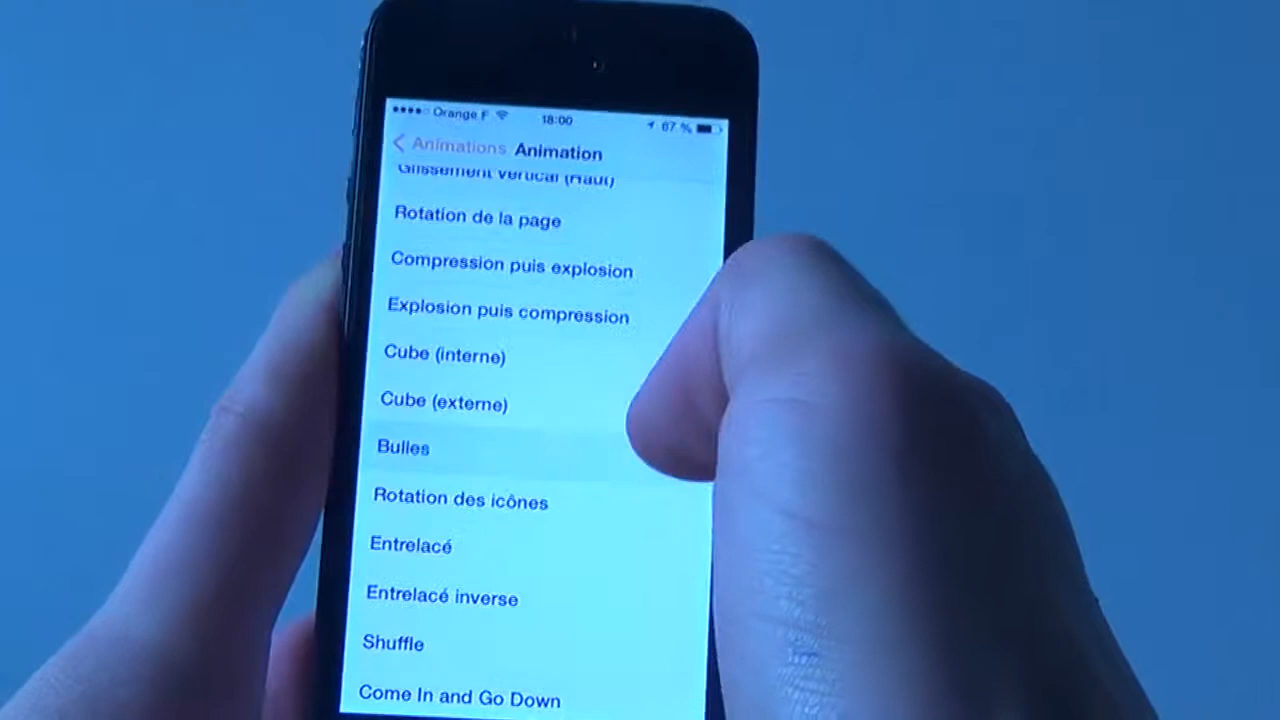 Orange F 18:00 67 %
Animations Animation
Glissement vertical (Haut)
Rotation de la page
Compression puis explosion
Explosion puis compression
Cube (interne)
Cube (externe)
Bulles
Rotation des icônes
Entrelacé
Entrelacé inverse
Shuffle
Come In and Go Down